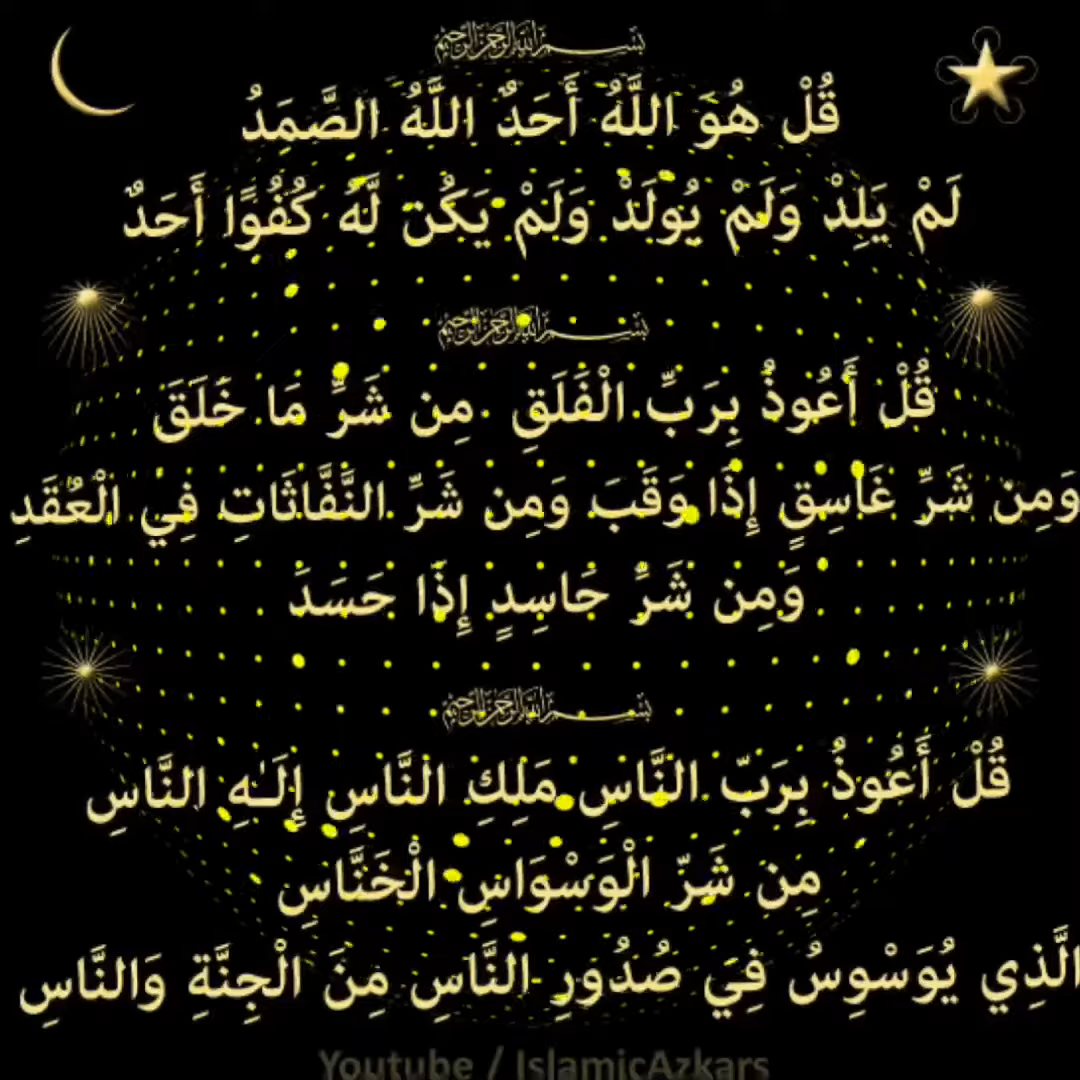 بسم الله الرحمن الرحيم
قُلْ هُوَ اللَّهُ أَحَدٌ اللَّهُ الصَّمَدُ
لَمْ يَلِدْ وَلَمْ يُولَدْ وَلَمْ يَكُن لَّهُ كُفُوًا أَحَدٌ
بسم الله الرحمن الرحيم
قُلْ أَعُوذُ بِرَبِّ الْفَلَقِ مِن شَرِّ مَا خَلَقَ
وَمِن شَرِّ غَاسِقٍ إِذَا وَقَبَ وَمِن شَرِّ النَّفَّاثَاتِ فِي الْعُقَدِ
وَمِن شَرِّ حَاسِدٍ إِذَا حَسَدَ
بسم الله الرحمن الرحيم
قُلْ أَعُوذُ بِرَبِّ النَّاسِ مَلِكِ النَّاسِ إِلَـٰهِ النَّاسِ
مِن شَرِّ الْوَسْوَاسِ الْخَنَّاسِ
الَّذِي يُوَسْوِسُ فِي صُدُورِ النَّاسِ مِنَ الْجِنَّةِ وَالنَّاسِ
Youtube / IslamicAzkars